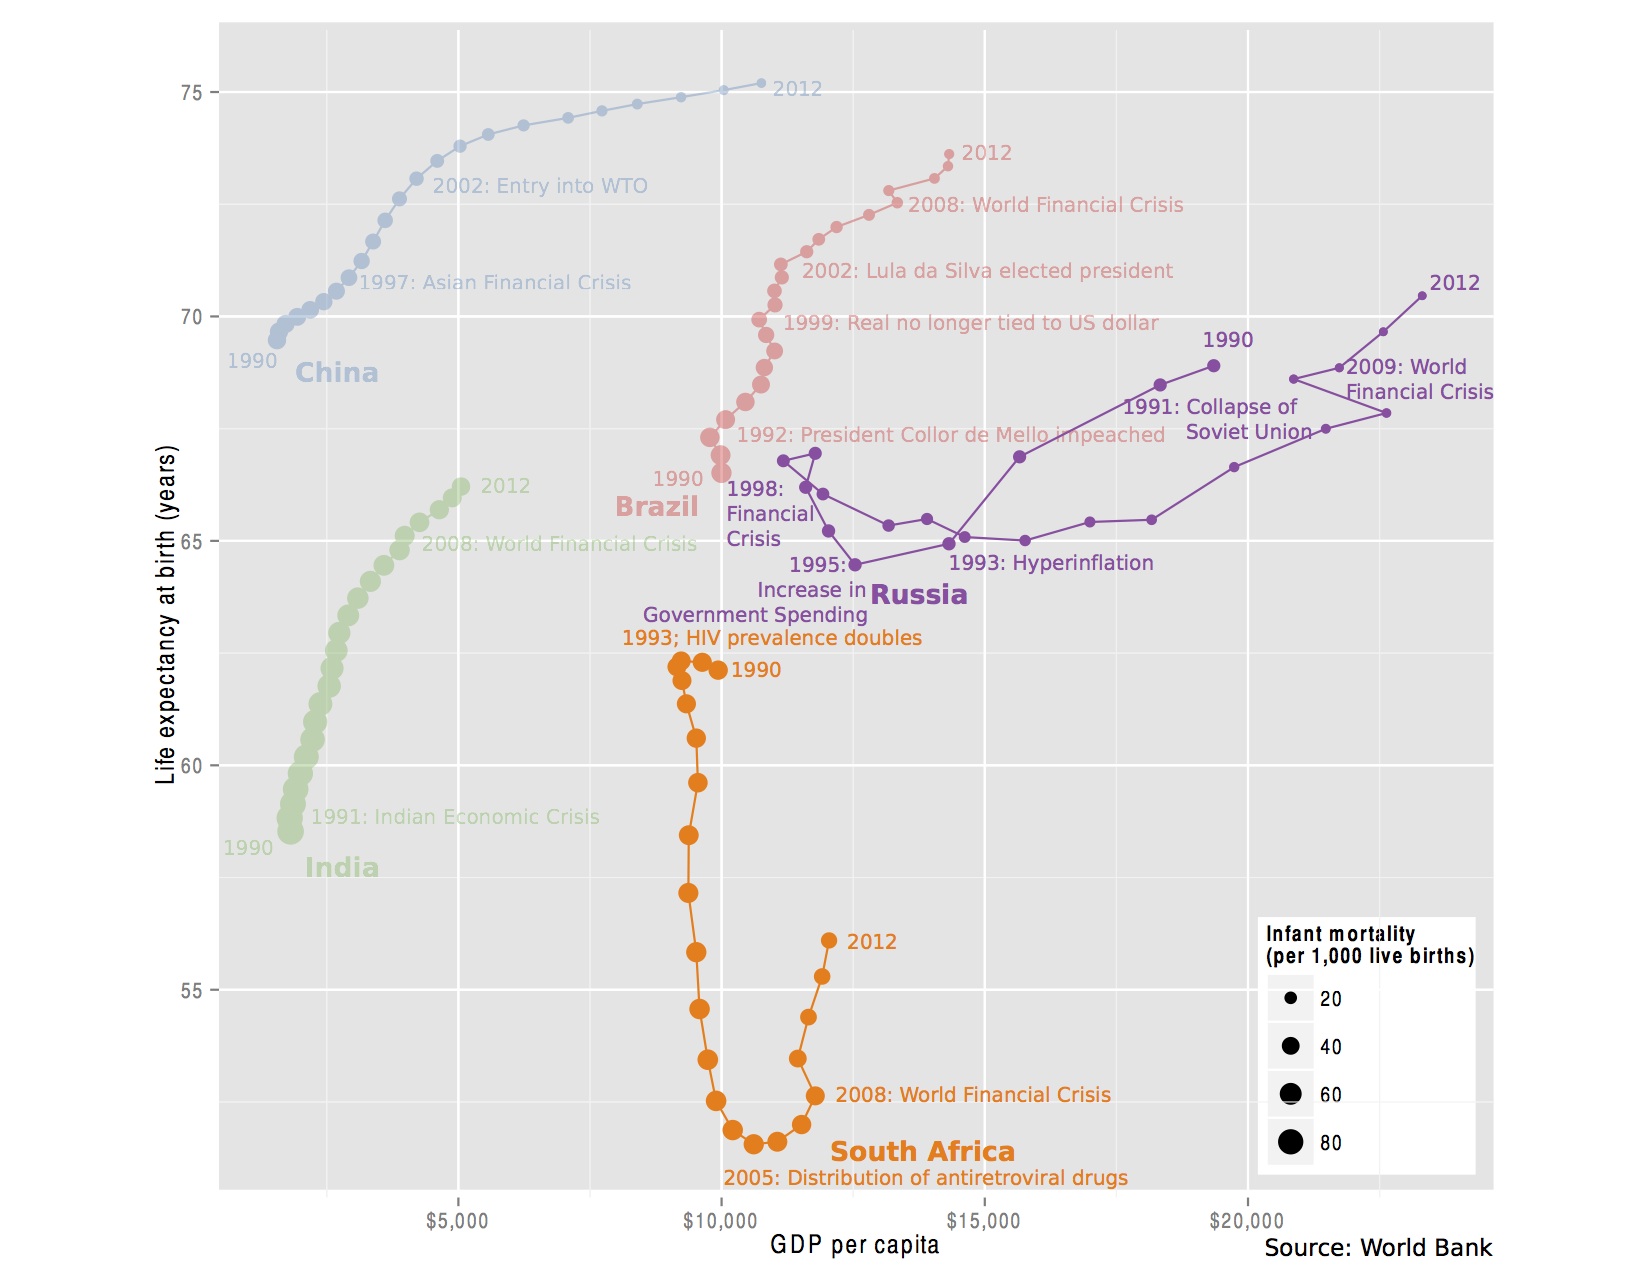 75
2012
2012
2002: Entry into WTO
2008: World Financial Crisis
1997: Asian Financial Crisis
2002: Lula da Silva elected president
2012
70
1999: Real no longer tied to US dollar
1990
1990
China
2009: World
Financial Crisis
1991: Collapse of
Soviet Union
1992: President Collor de Mello impeached
1990
Brazil
2012
1998:
Financial
Crisis
65
2008: World Financial Crisis
1995:
Increase in
Government Spending
1993: Hyperinflation
Russia
1993; HIV prevalence doubles
1990
Life expectancy at birth (years)
60
1991: Indian Economic Crisis
1990
India
2012
55
2008: World Financial Crisis
South Africa
2005: Distribution of antiretroviral drugs
Infant mortality
(per 1,000 live births)
20
40
60
80
$5,000
$10,000
$15,000
$20,000
GDP per capita
Source: World Bank